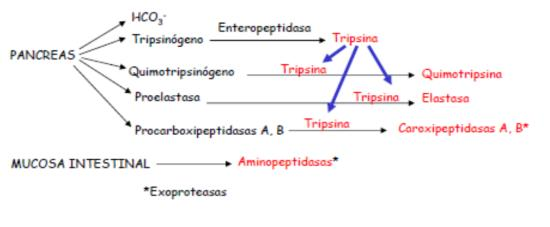 HCO3-
Tripsinógeno Enteropeptidasa Tripsina
PANCREAS
Quimotripsinógeno Tripsina Quimotripsina
Proelastasa Tripsina Elastasa
Procarboxipeptidasas A, B Tripsina Caroxipeptidasas A, B*
MUCOSA INTESTINAL Aminopeptidasas*
*Exoproteasas